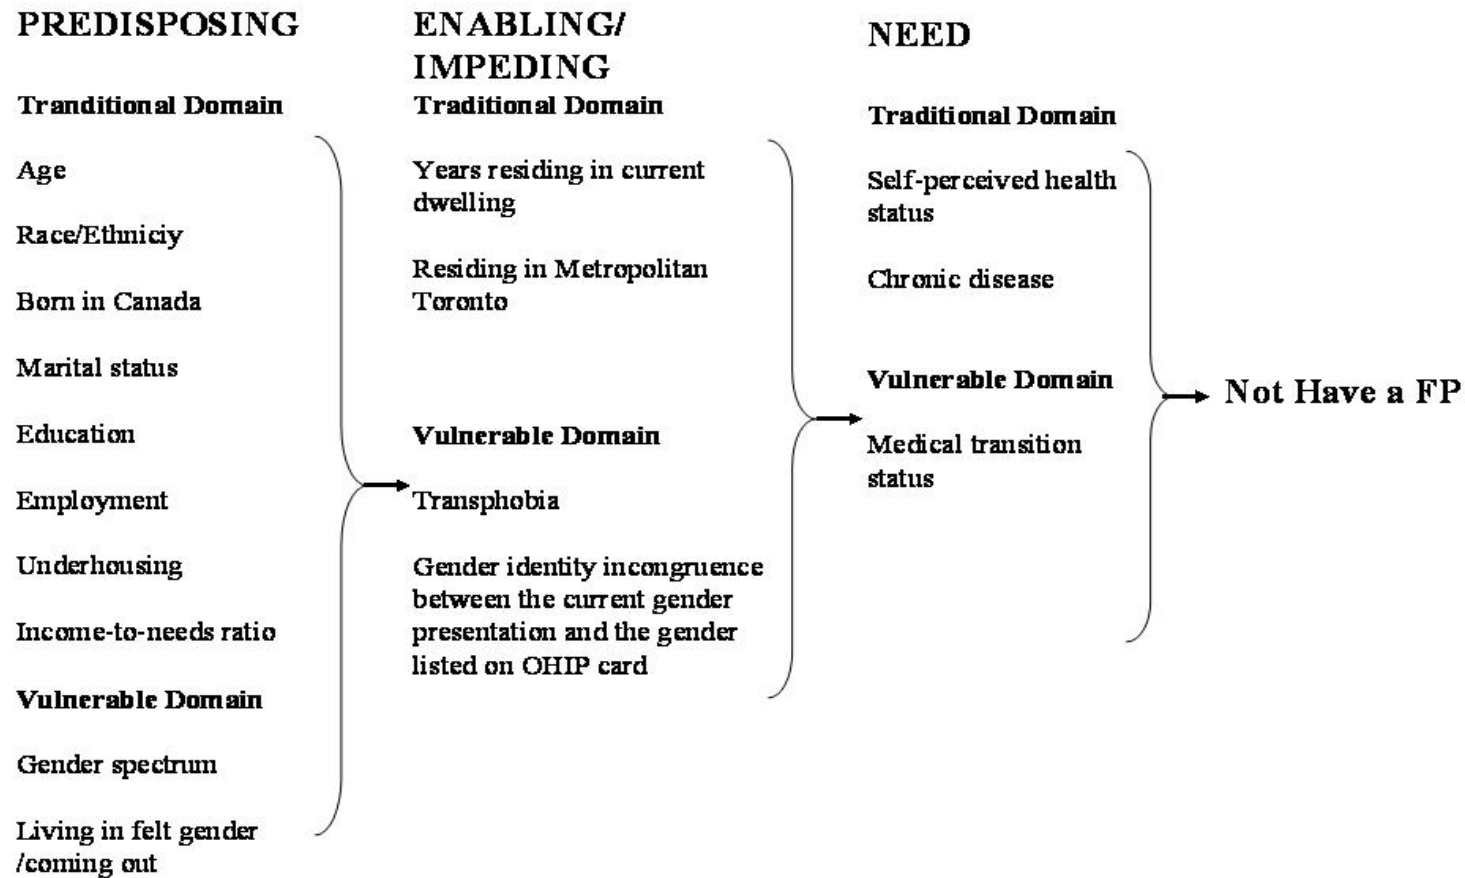 PREDISPOSING
Tranditional Domain
Age
Race/Ethniciy
Born in Canada
Marital status
Education
Employment
Underhousing
Income-to-needs ratio
Vulnerable Domain
Gender spectrum
Living in felt gender
/coming out
ENABLING/
IMPEDING
Traditional Domain
Years residing in current
dwelling
Residing in Metropolitan
Toronto
Vulnerable Domain
Transphobia
Gender identity incongruence
between the current gender
presentation and the gender
listed on OHIP card
NEED
Traditional Domain
Self-perceived health
status
Chronic disease
Vulnerable Domain
Medical transition
status
Not Have a FP